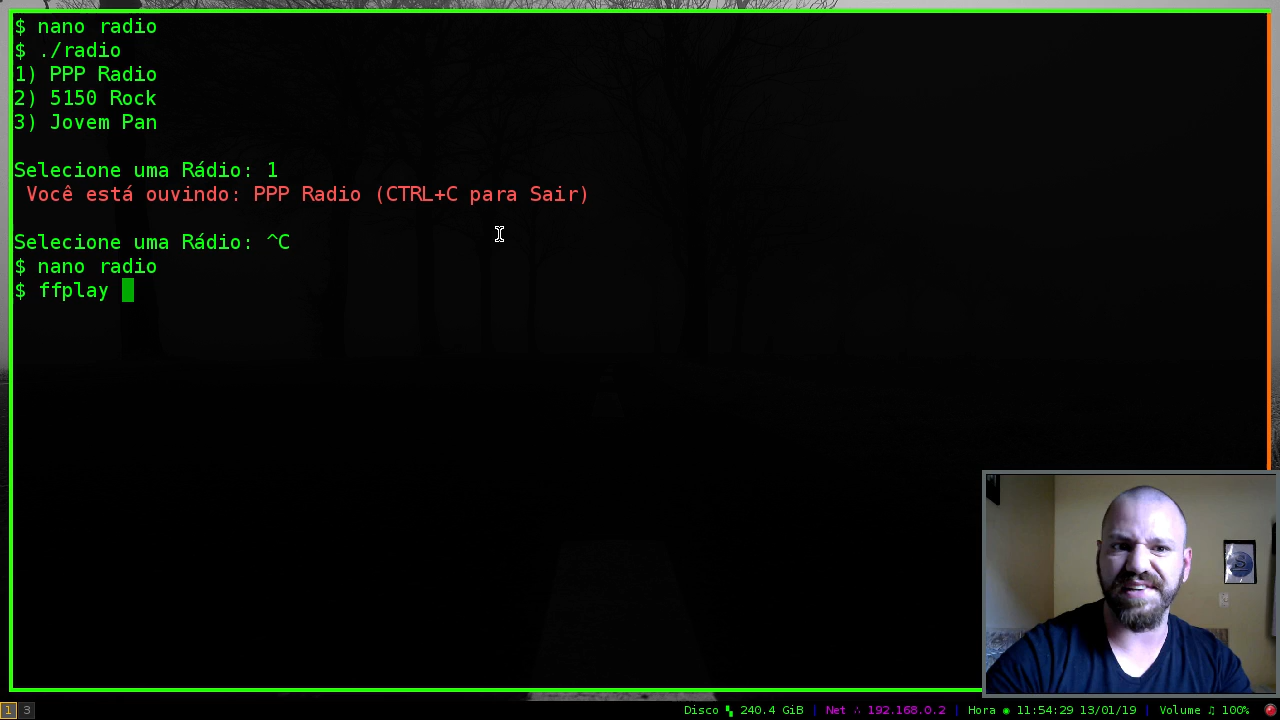 $ nano radio
$ ./radio
1) PPP Radio
2) 5150 Rock
3) Jovem Pan
Selecione uma Rádio: 1
Você está ouvindo: PPP Radio (CTRL+C para Sair)
Selecione uma Rádio: ^C
$ nano radio
$ ffplay
1 3 Disco ▚ 240.4 GiB | Net ∴ 192.168.0.2 | Hora ◉ 11:54:29 13/01/19 | Volume ♫ 100%